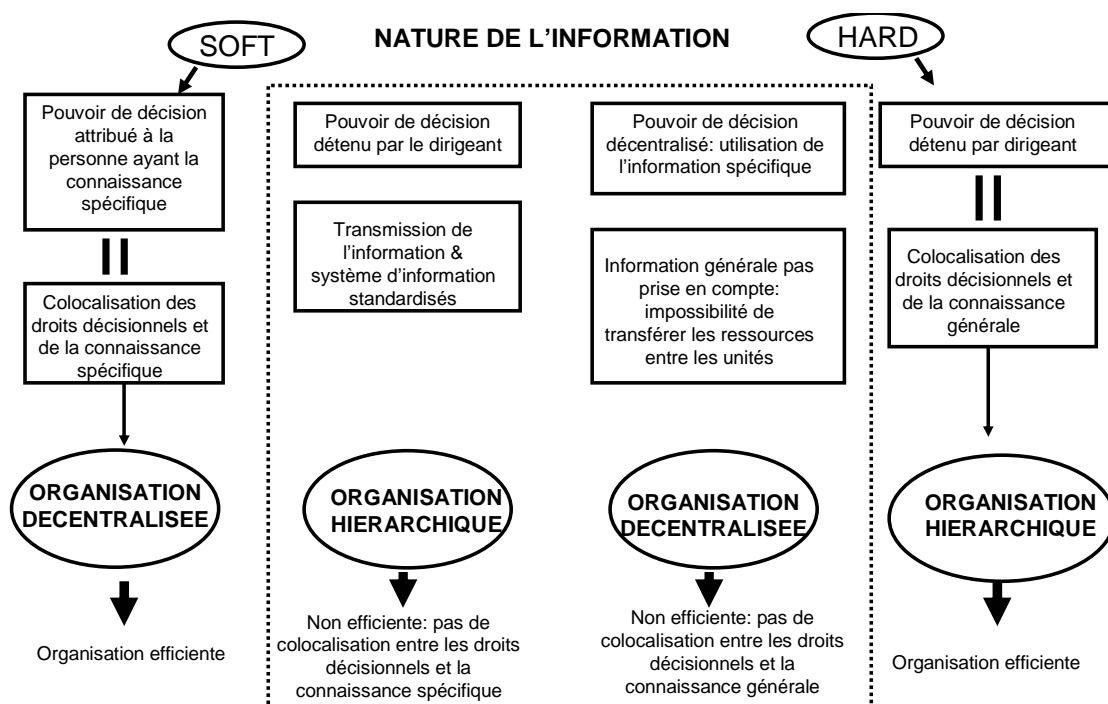 NATURE DE L'INFORMATION
SOFT
HARD
Pouvoir de décision
attribué à la
personne ayant la
connaissance
spécifique
Colocalisation des
droits décisionnels et
de la connaissance
spécifique
ORGANISATION
DECENTRALISEE
Organisation efficiente
Pouvoir de décision
détenu par le dirigeant
Transmission de
l'information &
système d'information
standardisés
ORGANISATION
HIERARCHIQUE
Non efficiente: pas de
colocalisation entre les droits
décisionnels et la
connaissance spécifique
Pouvoir de décision
décentralisé: utilisation de
l'information spécifique
Information générale pas
prise en compte:
impossibilité de
transférer les ressources
entre les unités
ORGANISATION
DECENTRALISEE
Non efficiente: pas de
colocalisation entre les droits
décisionnels et la
connaissance générale
Pouvoir de décision
détenu par dirigeant
Colocalisation des
droits décisionnels et
de la connaissance
générale
ORGANISATION
HIERARCHIQUE
Organisation efficiente